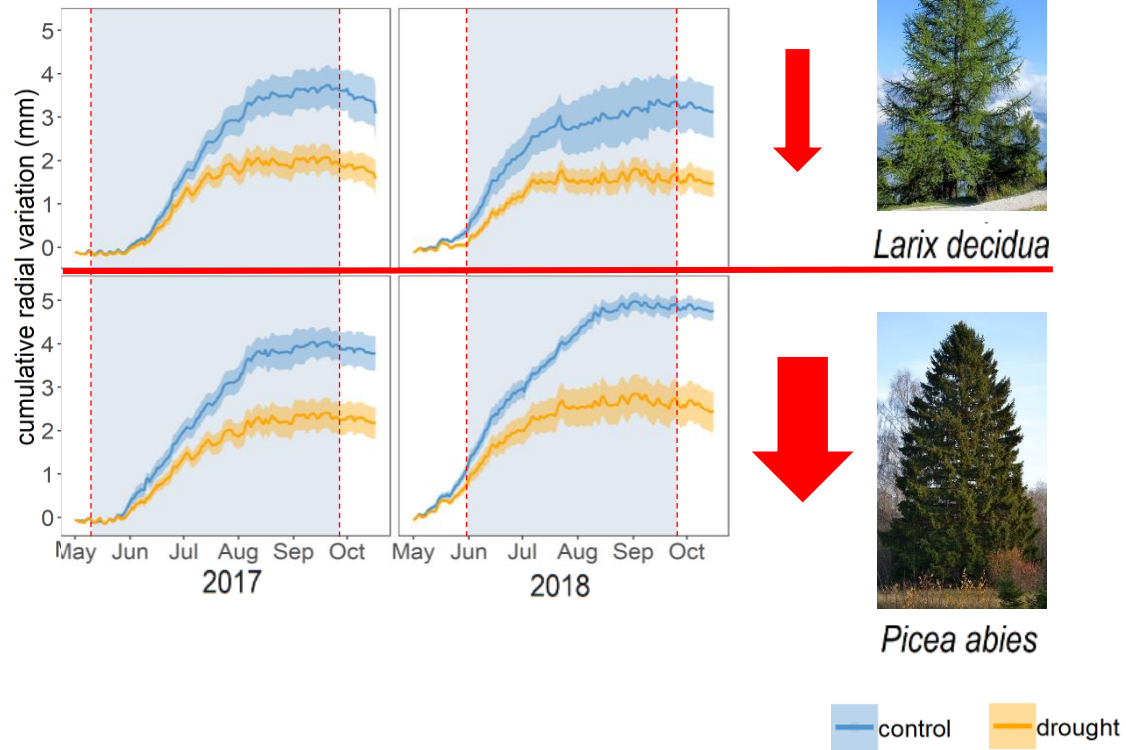 cumulative radial variation (mm)
5
4
3
2
1
0
Larix decidua
5
4
3
2
1
0
May Jun Jul Aug Sep Oct
May Jun Jul Aug Sep Oct
2017
2018
Picea abies
control
drought